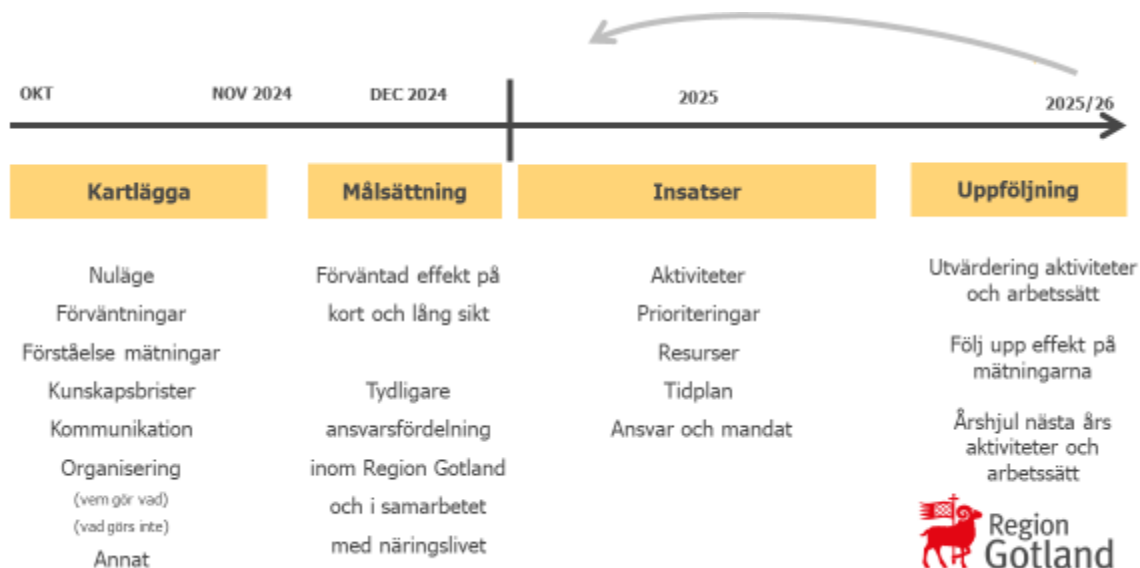 OKT
NOV 2024
DEC 2024
2025
2025/26
Kartlägga
Nuläge
Förväntningar
Förståelse mätningar
Kunskapsbrister
Kommunikation
Organisering
(vem gör vad)
(vad görs inte)
Annat
Målsättning
Förväntad effekt på
kort och lång sikt
Tydligare
ansvarsfördelning
inom Region Gotland
och i samarbetet
med näringslivet
Insatser
Aktiviteter
Prioriteringar
Resurser
Tidplan
Ansvar och mandat
Uppföljning
Utvärdering aktiviteter
och arbetssätt
Följ upp effekt på
mätningarna
Årshjul nästa års
aktiviteter och
arbetssätt
Region
Gotland